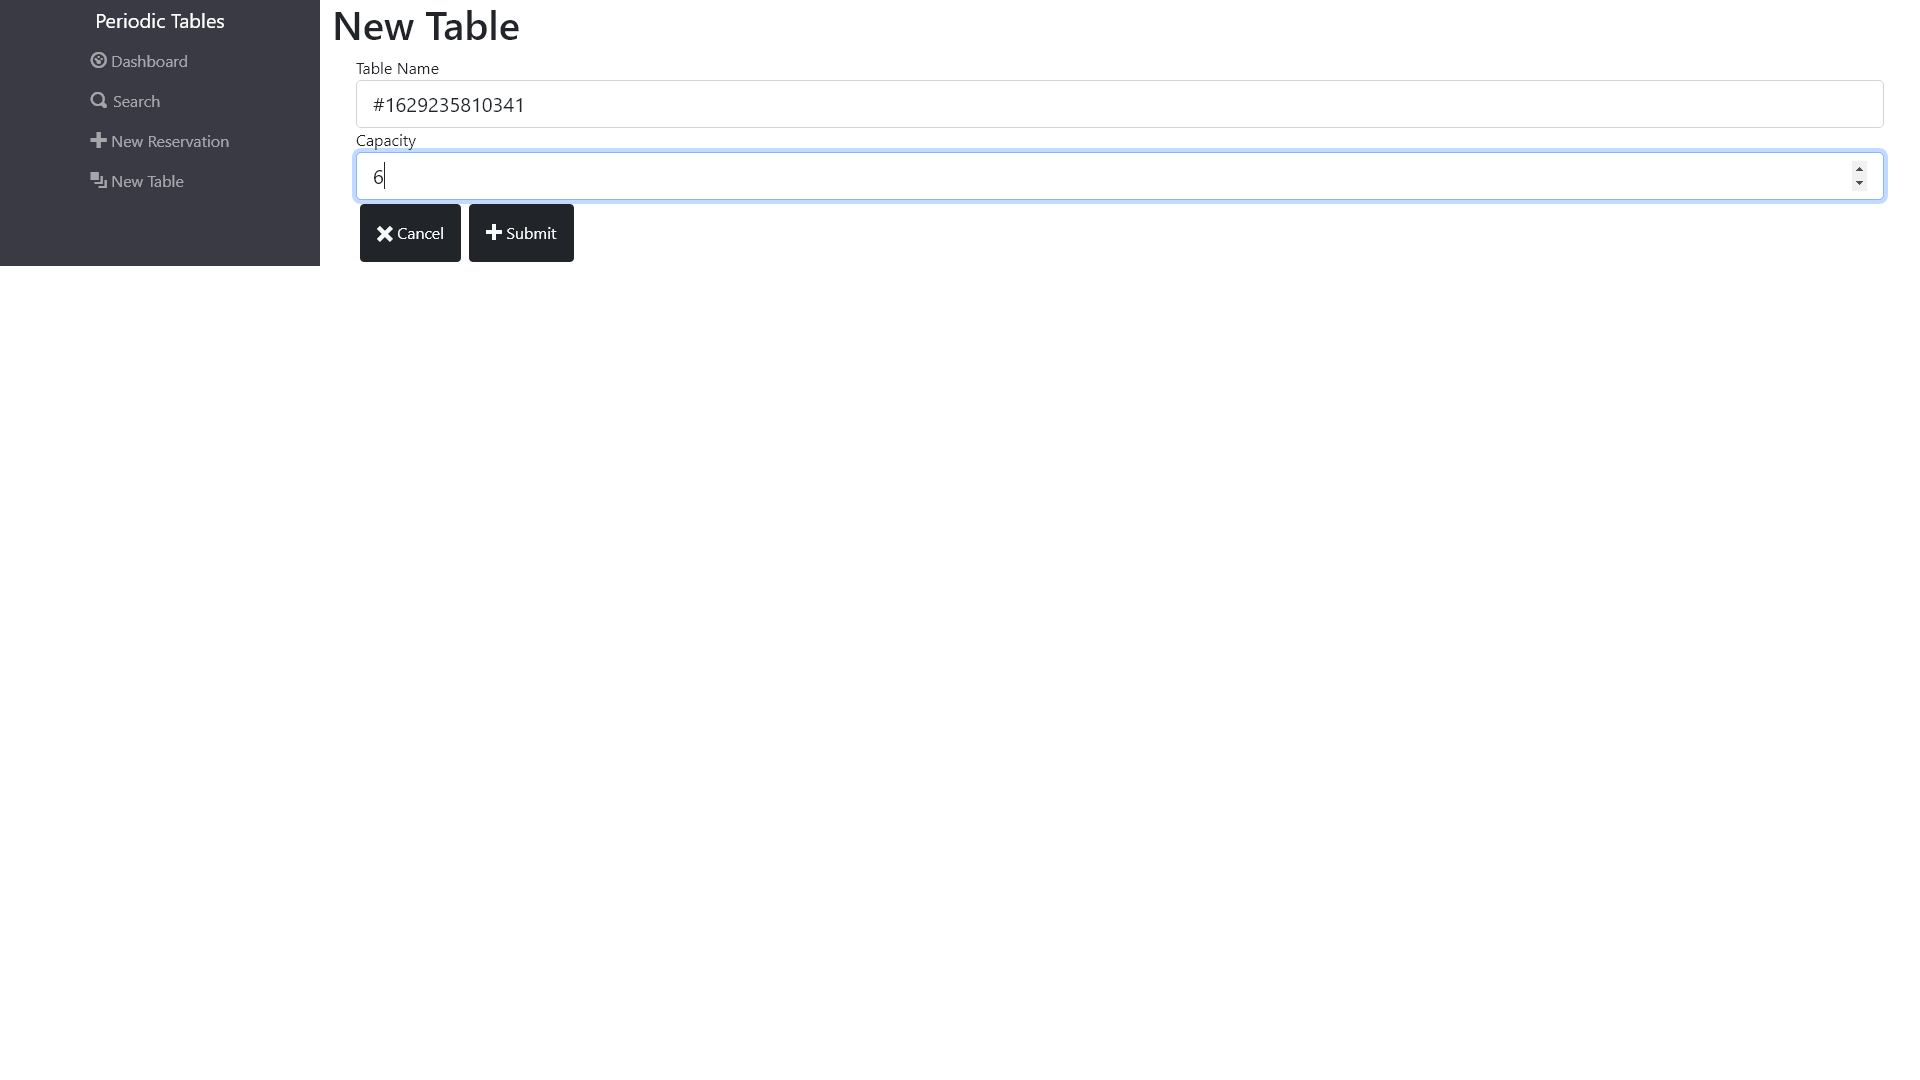 Periodic Tables
Dashboard
Search
New Reservation
New Table
New Table
Table Name
#1629235810341
Capacity
6
Cancel
Submit